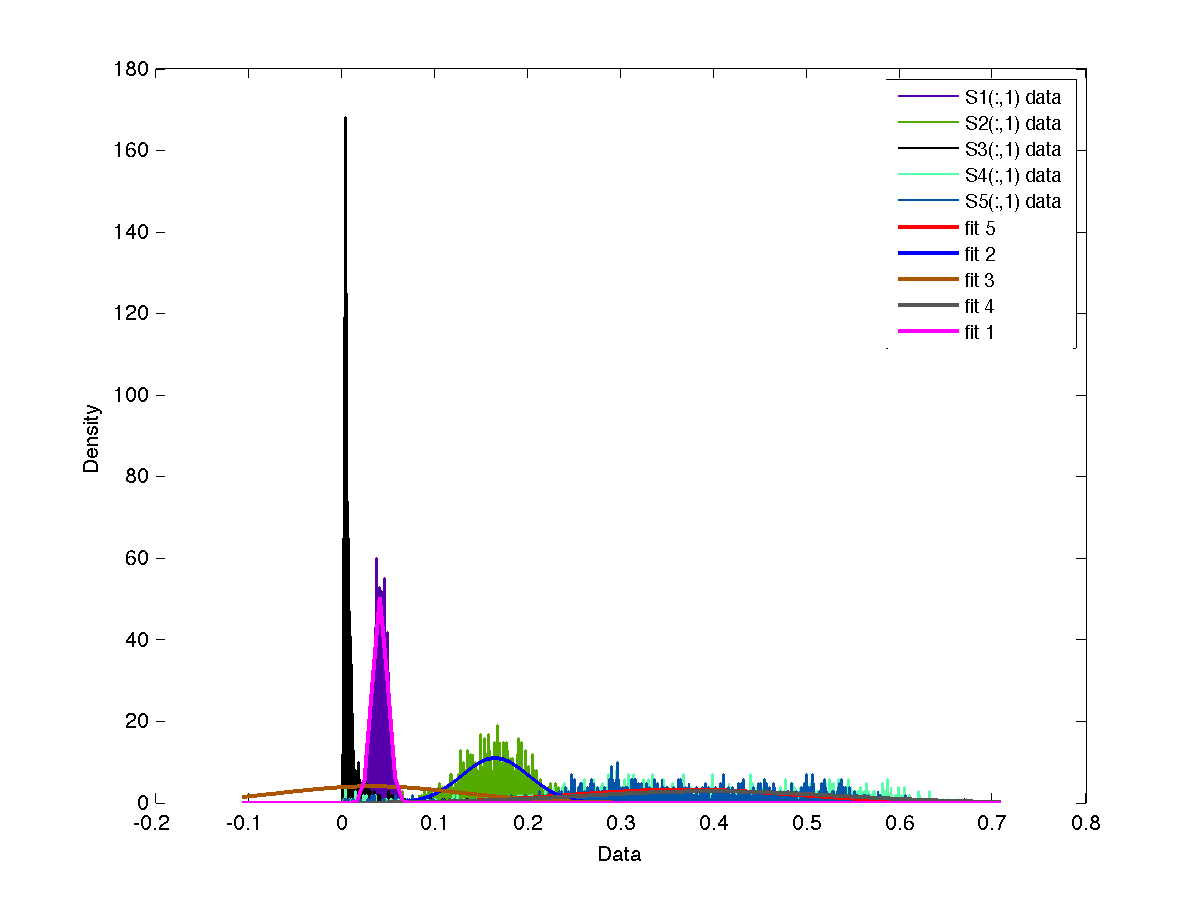 180
160
140
120
100
80
60
40
20
0
Density
-0.2 -0.1 0 0.1 0.2 0.3 0.4 0.5 0.6 0.7 0.8
Data
S1(:,1) data
S2(:,1) data
S3(:,1) data
S4(:,1) data
S5(:,1) data
fit 5
fit 2
fit 3
fit 4
fit 1